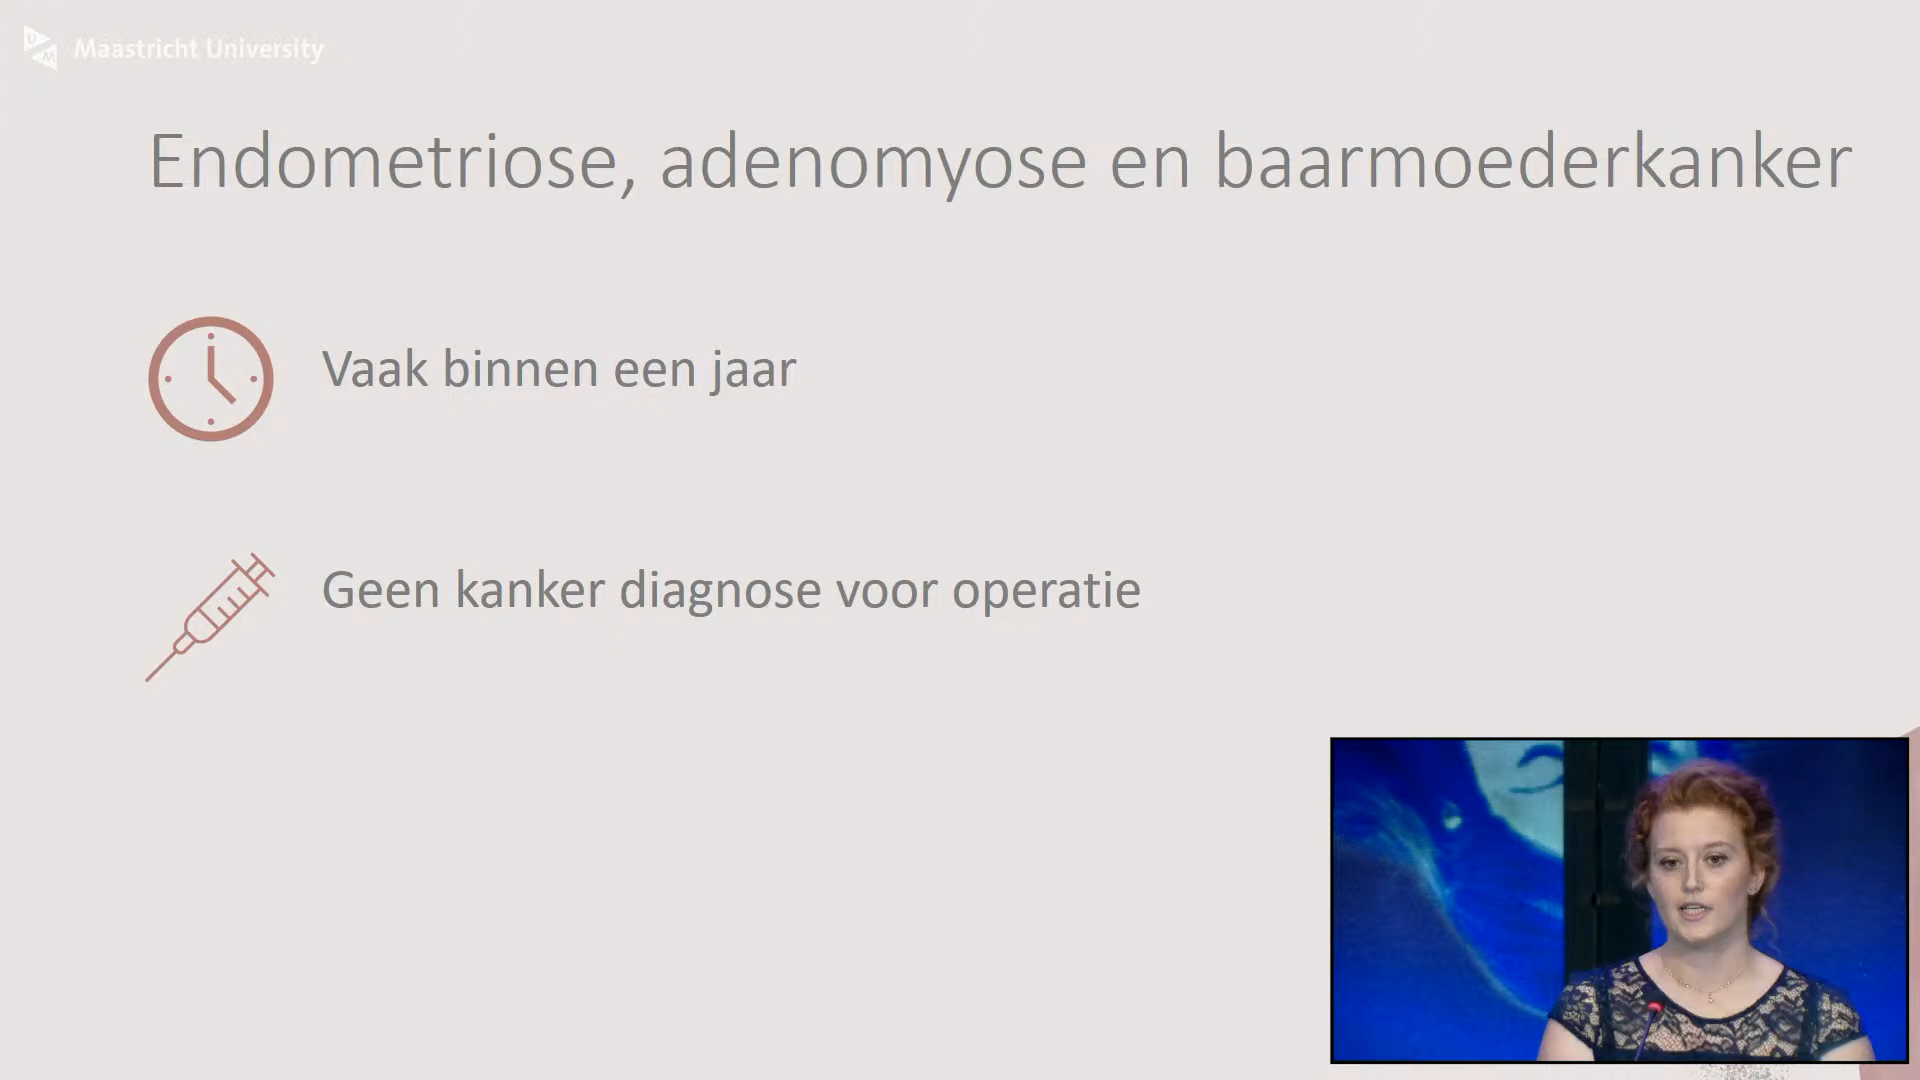 Maastricht University
Endometriose, adenomyose en baarmoederkanker
Vaak binnen een jaar
Geen kanker diagnose voor operatie